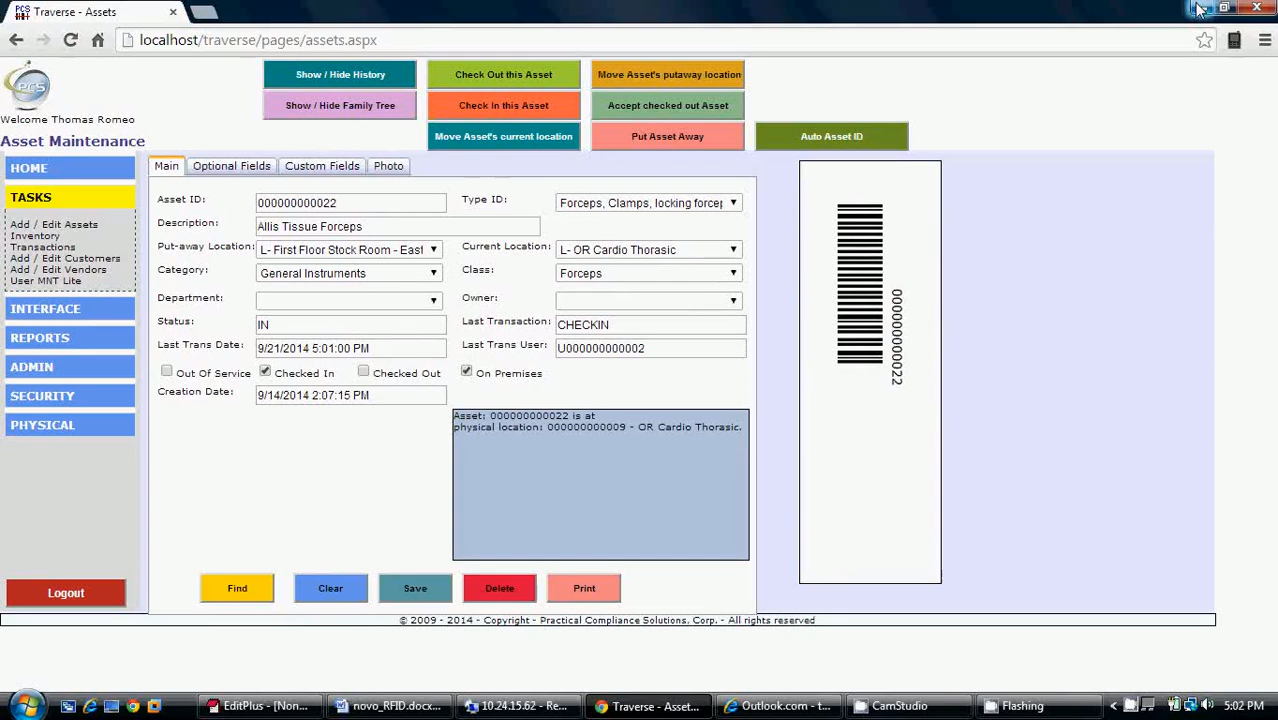 Traverse - Assets
localhost/traverse/pages/assets.aspx
PCS
Welcome Thomas Romeo
Asset Maintenance
Show / Hide History
Check Out this Asset
Move Asset's putaway location
Show / Hide Family Tree
Check In this Asset
Accept checked out Asset
Move Asset's current location
Put Asset Away
Auto Asset ID
HOME
TASKS
Add / Edit Assets
Inventory
Transactions
Add / Edit Customers
Add / Edit Vendors
User MNT Lite
INTERFACE
REPORTS
ADMIN
SECURITY
PHYSICAL
Logout
Main Optional Fields Custom Fields Photo
Asset ID: 000000000022 Type ID: Forceps, Clamps, locking forcep
Description: Allis Tissue Forceps
Put-away Location: L- First Floor Stock Room - East Current Location: L- OR Cardio Thorasic
Category: General Instruments Class: Forceps
Department: Owner:
Status: IN Last Transaction: CHECKIN
Last Trans Date: 9/21/2014 5:01:00 PM Last Trans User: U000000000002
Out Of Service Checked In Checked Out On Premises
Creation Date: 9/14/2014 2:07:15 PM
Asset: 000000000022 is at
physical location: 000000000009 - OR Cardio Thorasic.
Find Clear Save Delete Print
000000000022
© 2009 - 2014 - Copyright - Practical Compliance Solutions, Corp. - All rights reserved
EditPlus - [Non... novo_RFID.docx... 10.24.15.62 - Re... Traverse - Asset... Outlook.com - t... CamStudio Flashing 5:02 PM